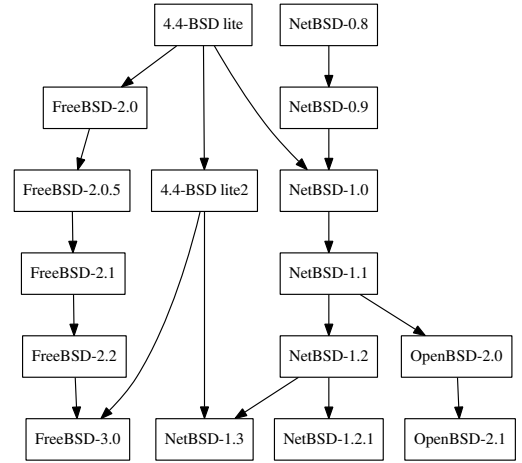 4.4-BSD lite
NetBSD-0.8
FreeBSD-2.0
NetBSD-0.9
FreeBSD-2.0.5
4.4-BSD lite2
NetBSD-1.0
FreeBSD-2.1
NetBSD-1.1
FreeBSD-2.2
NetBSD-1.2
OpenBSD-2.0
FreeBSD-3.0
NetBSD-1.3
NetBSD-1.2.1
OpenBSD-2.1